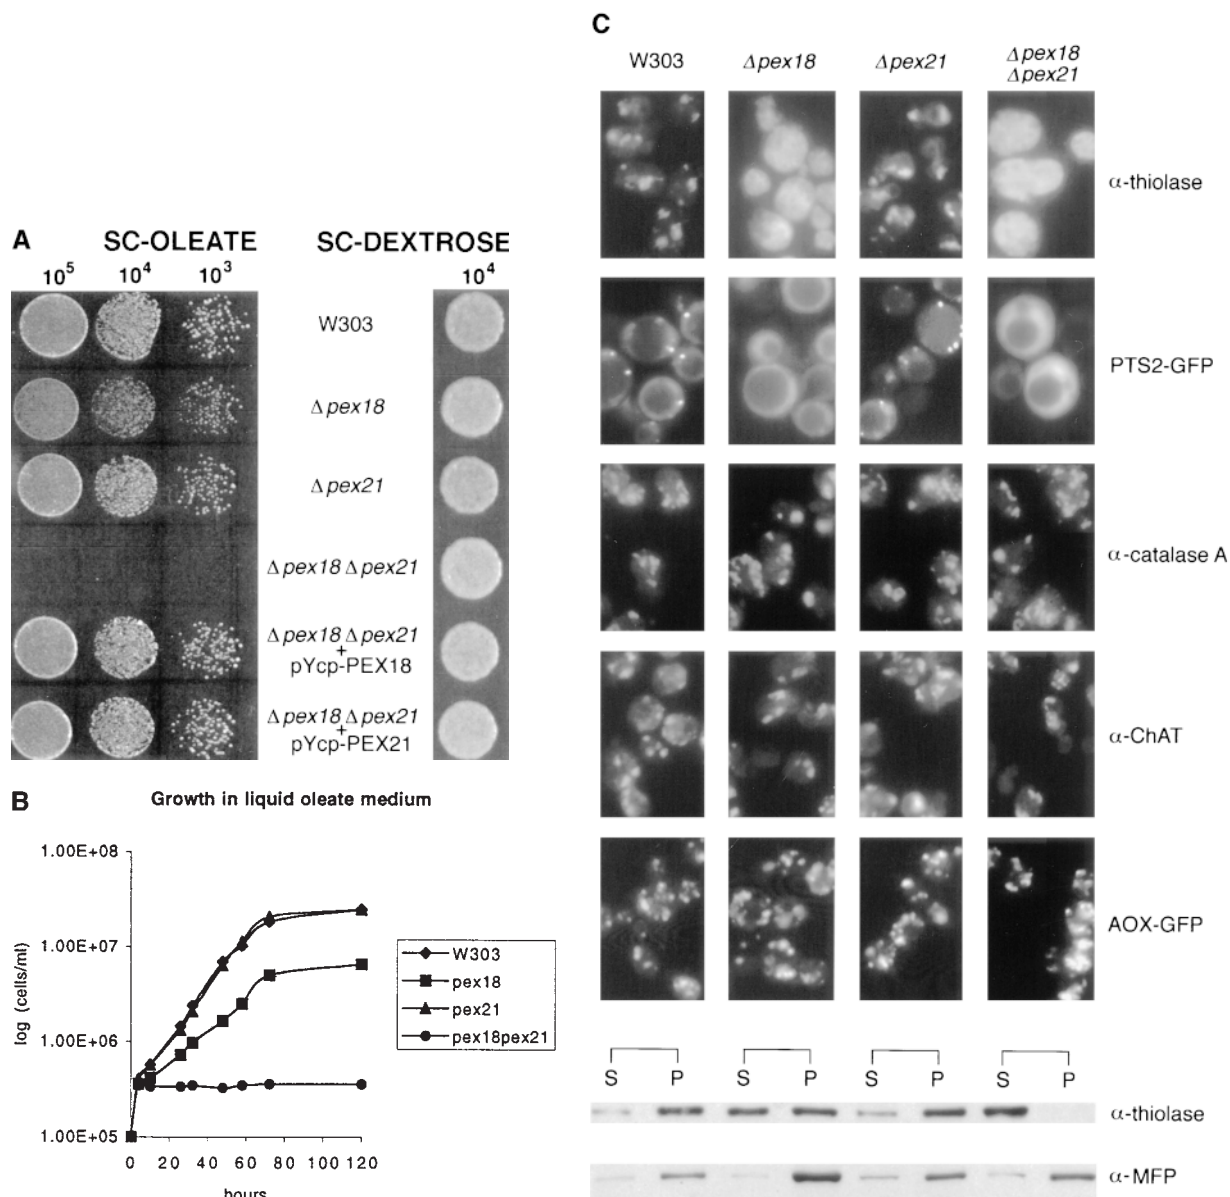 A
SC-OLEATE
SC-DEXTROSE
10⁵
10⁴
10³
10⁴
W303
Δpex18
Δpex21
Δpex18 Δpex21
Δpex18 Δpex21
+
pYcp-PEX18
Δpex18 Δpex21
+
pYcp-PEX21
B
Growth in liquid oleate medium
log (cells/ml)
1.00E+08
1.00E+07
1.00E+06
1.00E+05
0 20 40 60 80 100 120
hours
W303
pex18
pex21
pex18pex21
C
W303
Δpex18
Δpex21
Δpex18
Δpex21
α-thiolase
PTS2-GFP
α-catalase A
α-ChAT
AOX-GFP
S P S P S P S P
α-thiolase
α-MFP